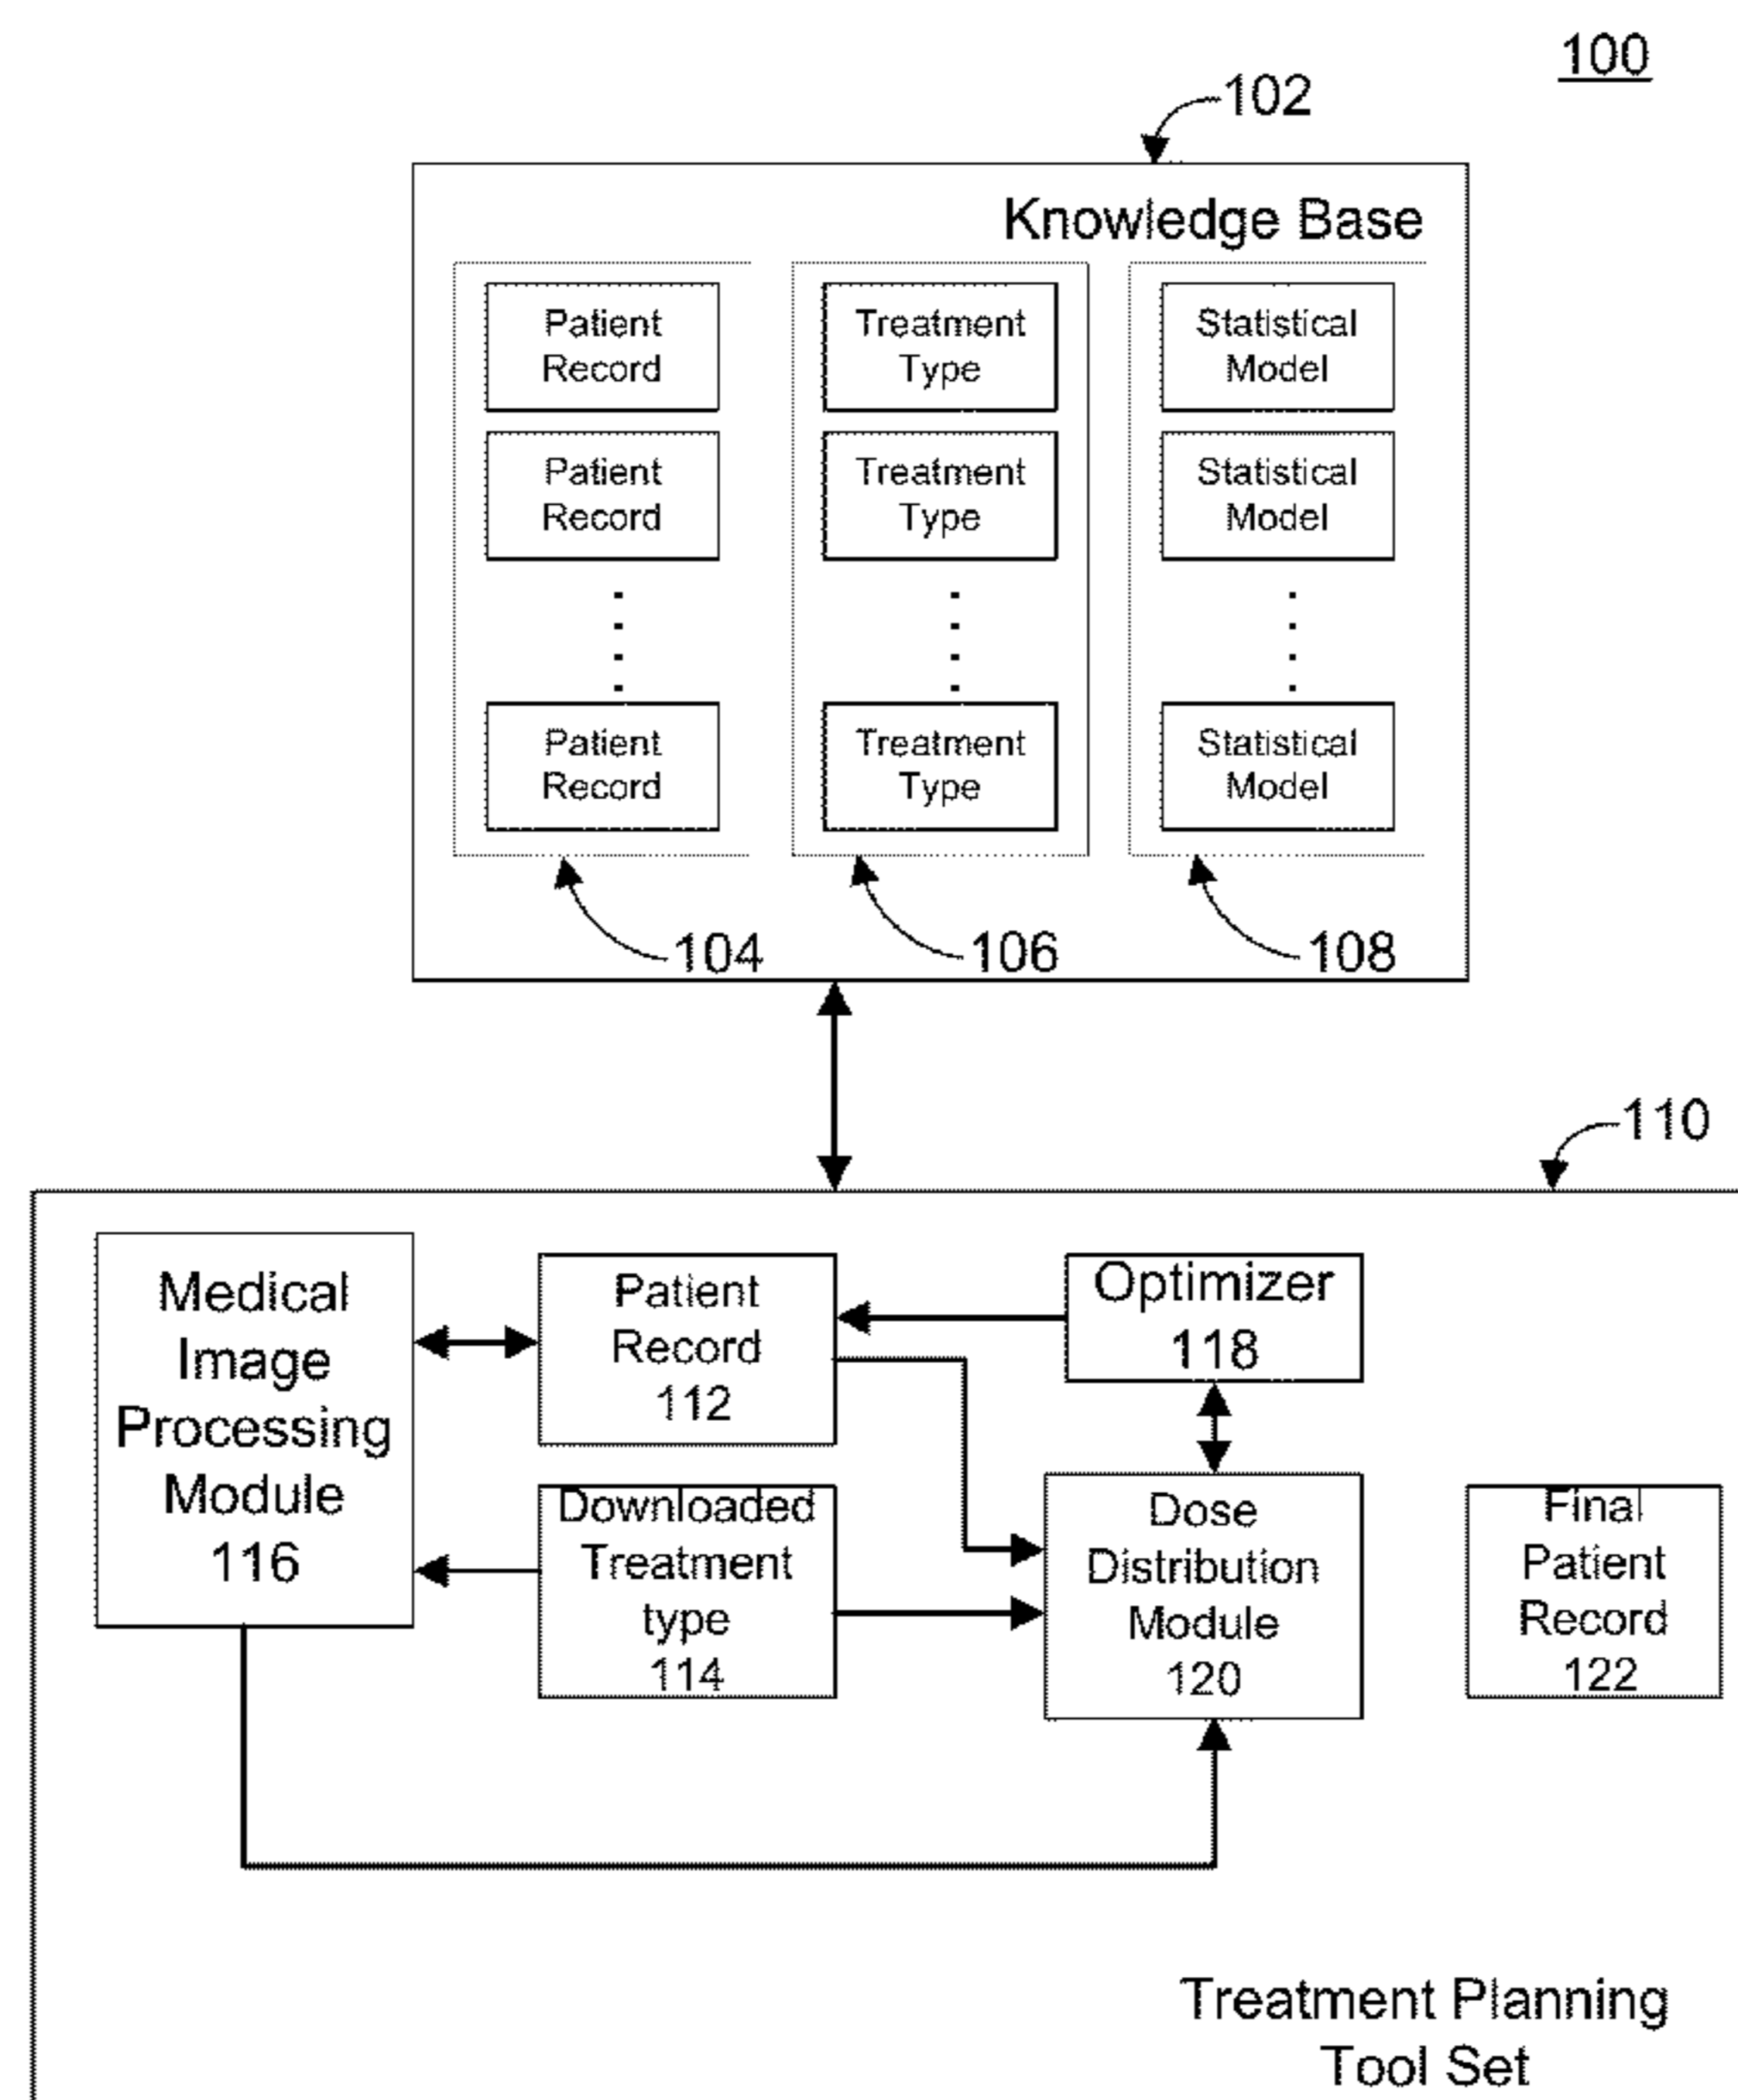 100
102
Knowledge Base
Patient
Record
Treatment
Type
Statistical
Model
Patient
Record
Treatment
Type
Statistical
Model
Patient
Record
Treatment
Type
Statistical
Model
104
106
108
110
Medical
Image
Processing
Module
116
Patient
Record
112
Optimizer
118
Downloaded
Treatment
type
114
Dose
Distribution
Module
120
Final
Patient
Record
122
Treatment Planning
Tool Set